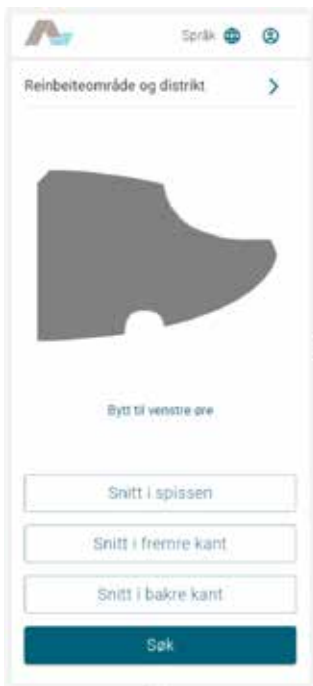 Språk
Reinbeiteområde og distrikt
Bytt til venstre øre
Snitt i spissen
Snitt i fremre kant
Snitt i bakre kant
Søk